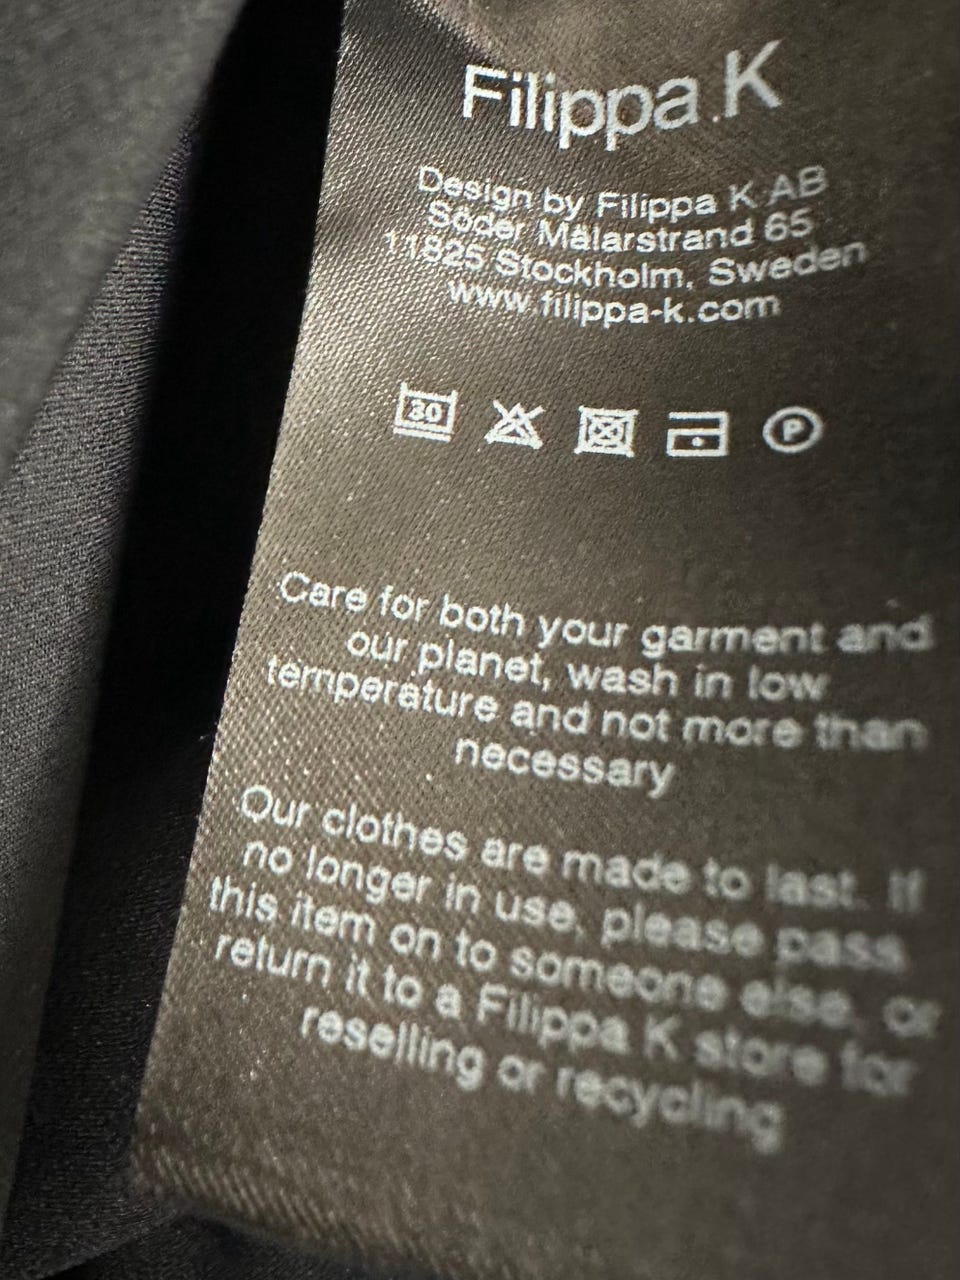 Filippa.K
Design by Filippa K AB
Söder Mälarstrand 65
11825 Stockholm, Sweden
www.filippa-k.com
30 P
Care for both your garment and
our planet, wash in low
temperature and not more than
necessary
Our clothes are made to last. If
no longer in use, please pass
this item on to someone else, or
return it to a Filippa K store for
reselling or recycling